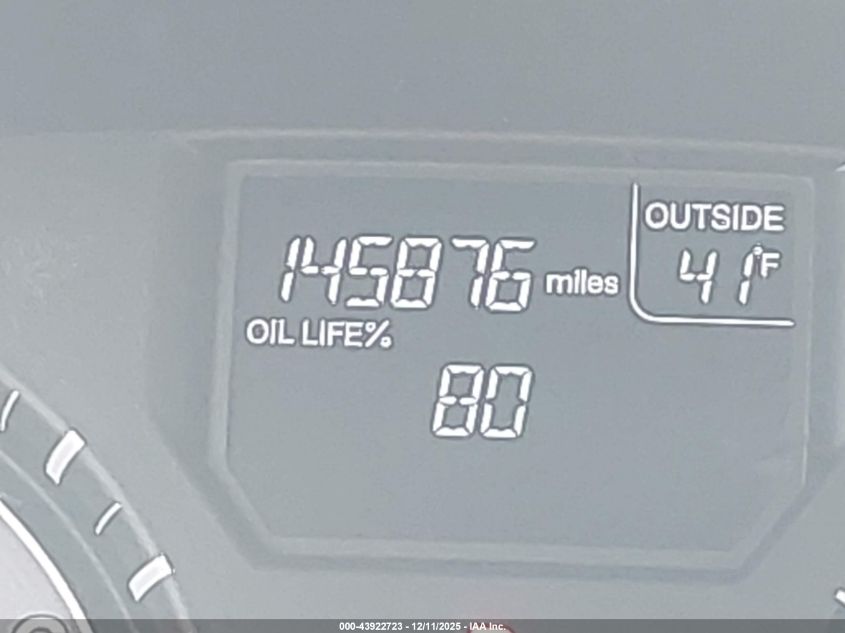 OUTSIDE
145876 miles
41°F
OIL LIFE%
80
000-43922723 - 12/11/2025 - IAA Inc.